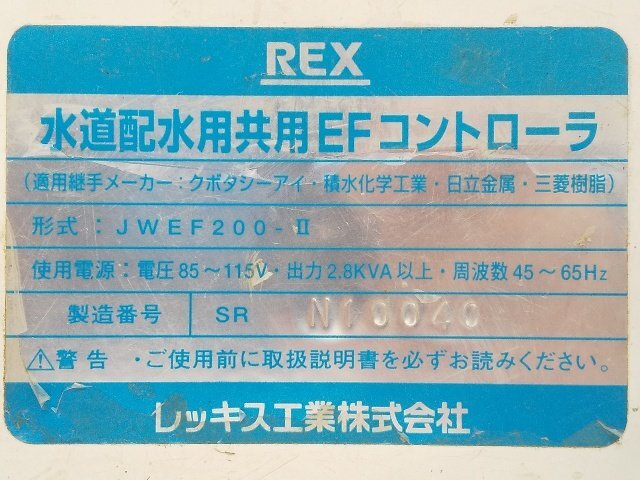 REX
水道配水用共用EFコントローラ
(適用継手メーカー:クボタシーアイ・積水化学工業・日立金属・三菱樹脂)
形式:JWEF200-II
使用電源:電圧85～115V・出力2.8KVA以上・周波数45～65Hz
製造番号 SR N10040
⚠警告 ・ご使用前に取扱説明書を必ずお読みください。
レッキス工業株式会社